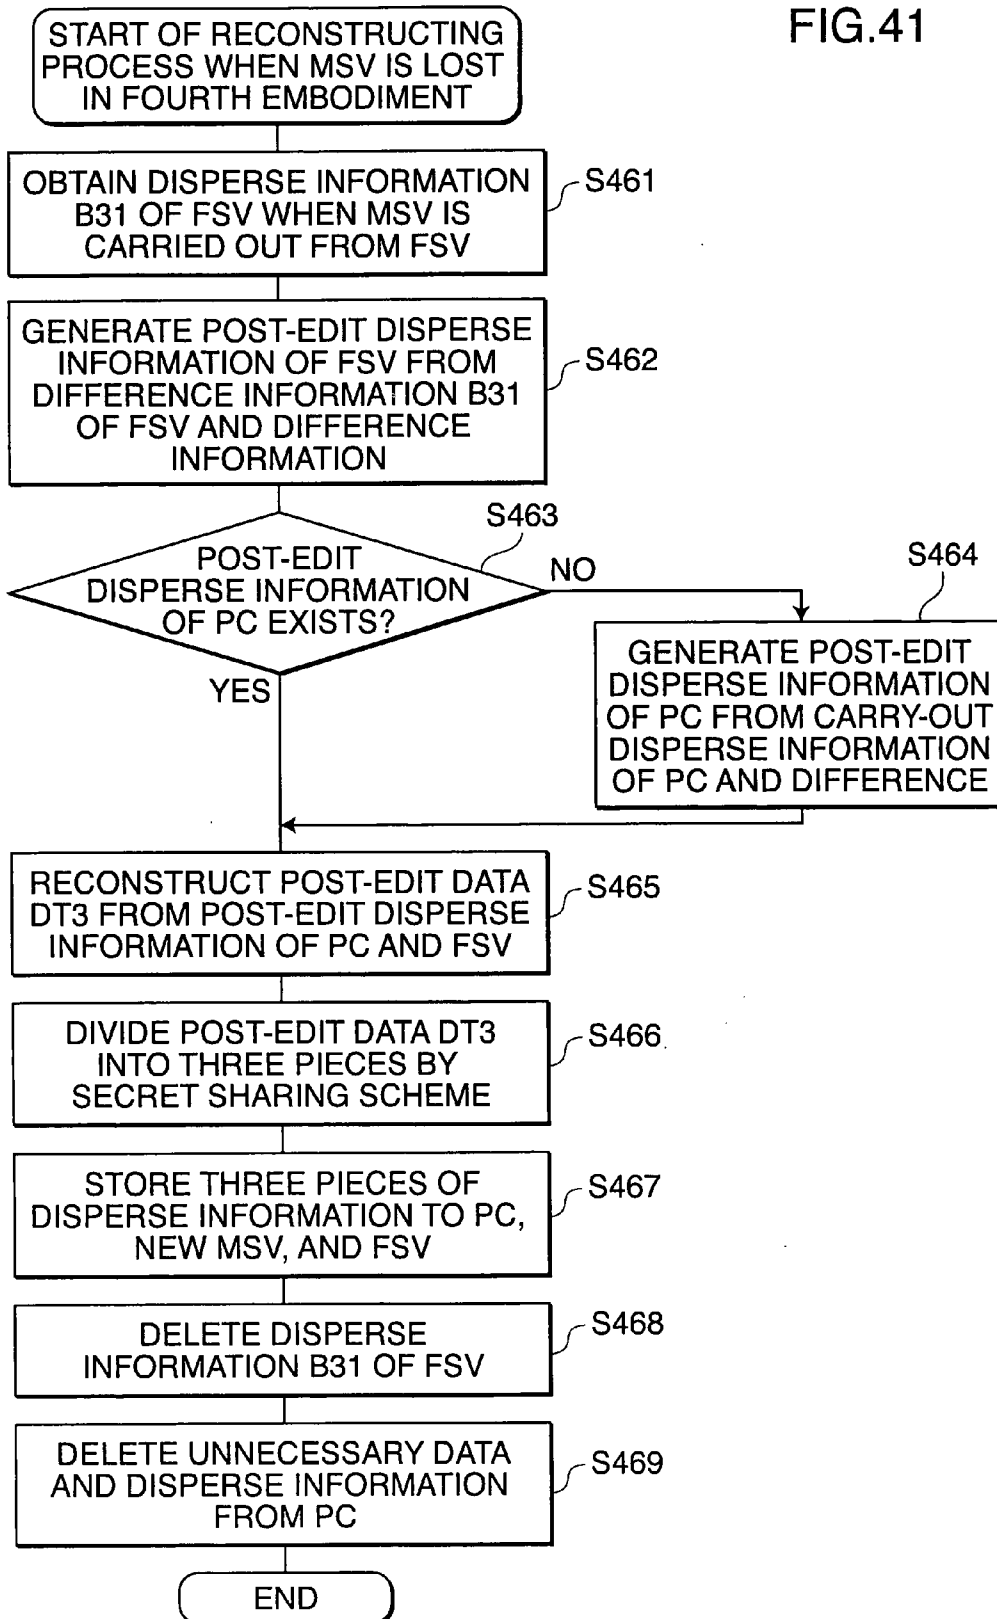 FIG.41
START OF RECONSTRUCTING
PROCESS WHEN MSV IS LOST
IN FOURTH EMBODIMENT
OBTAIN DISPERSE INFORMATION
B31 OF FSV WHEN MSV IS
CARRIED OUT FROM FSV
S461
GENERATE POST-EDIT DISPERSE
INFORMATION OF FSV FROM
DIFFERENCE INFORMATION B31
OF FSV AND DIFFERENCE
INFORMATION
S462
POST-EDIT
DISPERSE INFORMATION
OF PC EXISTS?
S463
NO
YES
S464
GENERATE POST-EDIT
DISPERSE INFORMATION
OF PC FROM CARRY-OUT
DISPERSE INFORMATION
OF PC AND DIFFERENCE
RECONSTRUCT POST-EDIT DATA
DT3 FROM POST-EDIT DISPERSE
INFORMATION OF PC AND FSV
S465
DIVIDE POST-EDIT DATA DT3
INTO THREE PIECES BY
SECRET SHARING SCHEME
S466
STORE THREE PIECES OF
DISPERSE INFORMATION TO PC,
NEW MSV, AND FSV
S467
DELETE DISPERSE
INFORMATION B31 OF FSV
S468
DELETE UNNECESSARY DATA
AND DISPERSE INFORMATION
FROM PC
S469
END